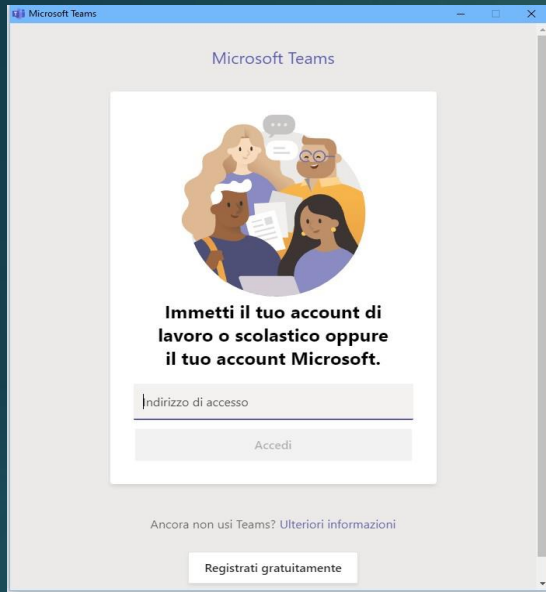 Microsoft Teams
Microsoft Teams
Immetti il tuo account di
lavoro o scolastico oppure
il tuo account Microsoft.
Indirizzo di accesso
Accedi
Ancora non usi Teams? Ulteriori informazioni
Registrati gratuitamente